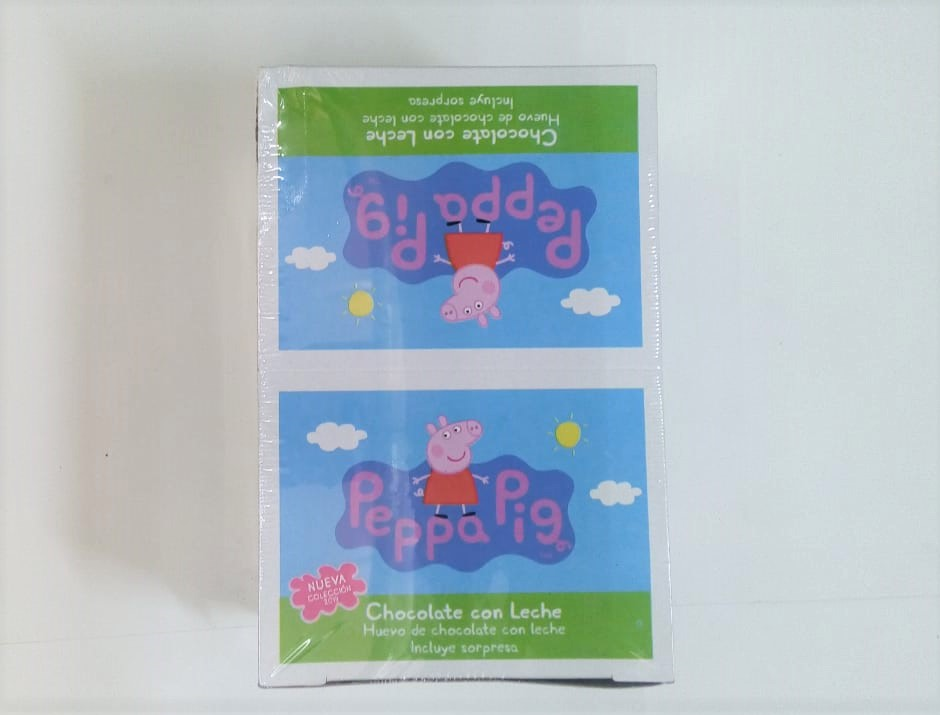 Chocolate con Leche
Huevo de chocolate con leche
Incluye sorpresa
Peppa Pig
Peppa Pig
NUEVA
COLECCIÓN
2019
Chocolate con Leche
Huevo de chocolate con leche
Incluye sorpresa